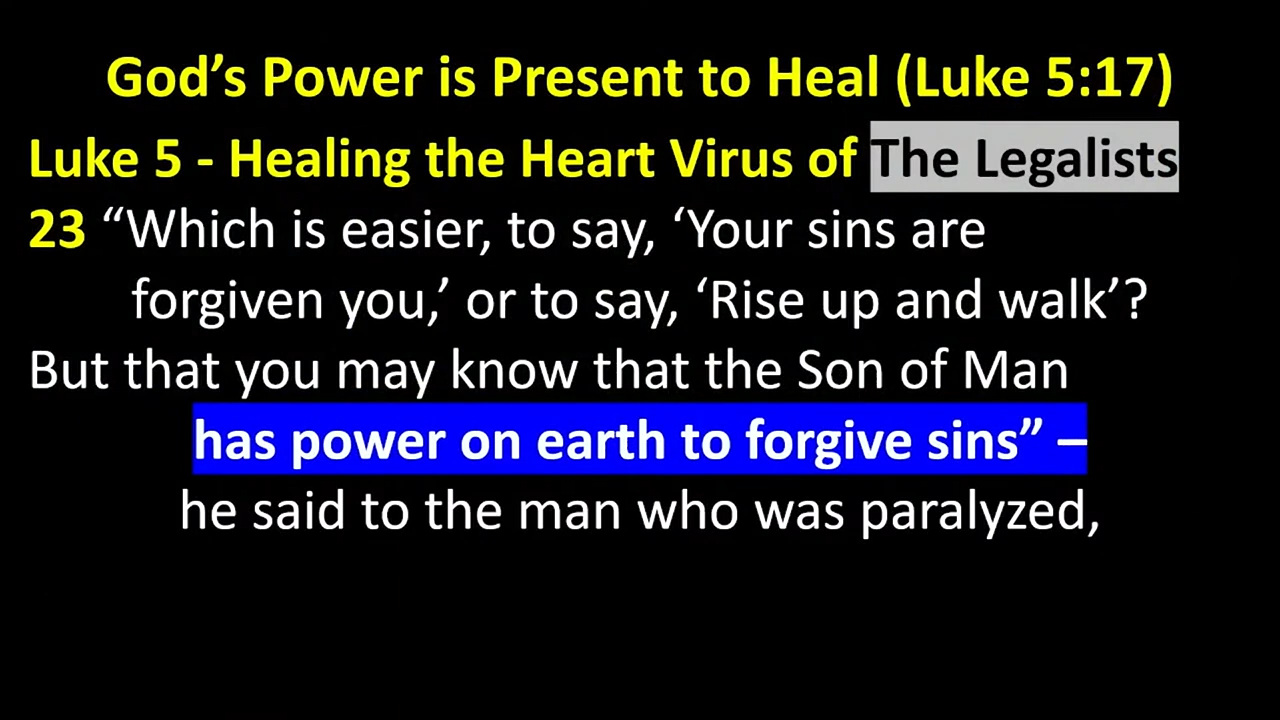 God’s Power is Present to Heal (Luke 5:17)
Luke 5 - Healing the Heart Virus of The Legalists
23 “Which is easier, to say, ‘Your sins are
forgiven you,’ or to say, ‘Rise up and walk’?
But that you may know that the Son of Man
has power on earth to forgive sins” –
he said to the man who was paralyzed,